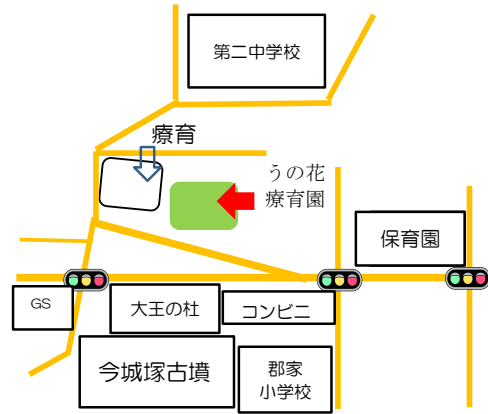 第二中学校
療育
うの花
療育園
保育園
GS
大王の杜
コンビニ
今城塚古墳
郡家
小学校